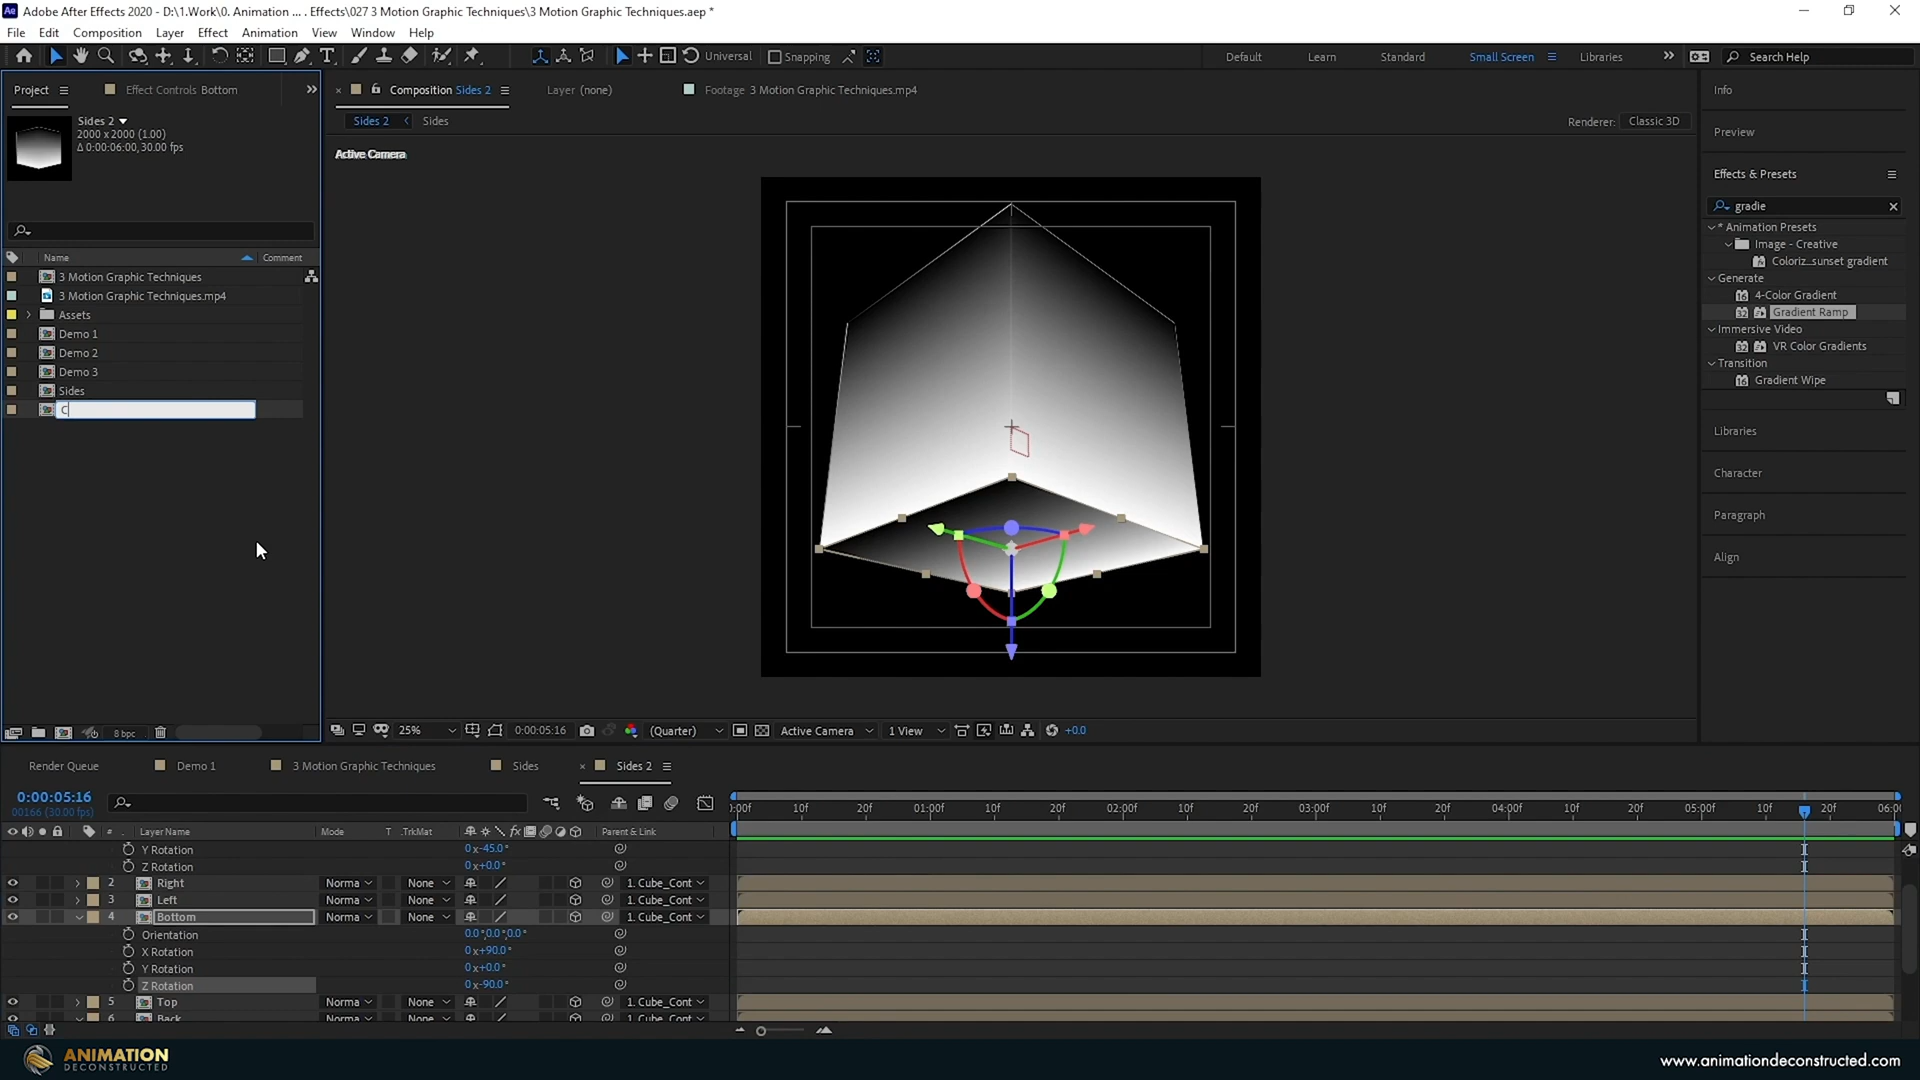 Adobe After Effects 2020 - D:\1.Work\0. Animation ... . Effects\027 3 Motion Graphic Techniques\3 Motion Graphic Techniques.aep *
File Edit Composition Layer Effect Animation View Window Help
Universal Snapping Default Learn Standard Small Screen Libraries Search Help
Project Effect Controls Bottom Composition Sides 2 Layer (none) Footage 3 Motion Graphic Techniques.mp4
Sides 2
2000 x 2000 (1.00)
Δ 0:00:06:00, 30.00 fps
Sides 2 Sides
Renderer: Classic 3D
Active Camera
Name Comment
3 Motion Graphic Techniques
3 Motion Graphic Techniques.mp4
Assets
Demo 1
Demo 2
Demo 3
Sides
C
8 bpc
25% 0:00:05:16 (Quarter) Active Camera 1 View +0.0
Info
Preview
Effects & Presets
gradie
* Animation Presets
Image - Creative
Coloriz...sunset gradient
Generate
4-Color Gradient
Gradient Ramp
Immersive Video
VR Color Gradients
Transition
Gradient Wipe
Libraries
Character
Paragraph
Align
Render Queue Demo 1 3 Motion Graphic Techniques Sides Sides 2
0:00:05:16
00166 (30.00 fps)
:00f 10f 20f 01:00f 10f 20f 02:00f 10f 20f 03:00f 10f 20f 04:00f 10f 20f 05:00f 10f 20f 06:00
# Layer Name Mode T .TrkMat Parent & Link
Y Rotation 0x-45.0°
Z Rotation 0x+0.0°
2 Right Norma None 1. Cube_Cont
3 Left Norma None 1. Cube_Cont
4 Bottom Norma None 1. Cube_Cont
Orientation 0.0°,0.0°,0.0°
X Rotation 0x+90.0°
Y Rotation 0x+0.0°
Z Rotation 0x-90.0°
5 Top Norma None 1. Cube_Cont
6 Back Norma None 1. Cube_Cont
ANIMATION
DECONSTRUCTED
www.animationdeconstructed.com